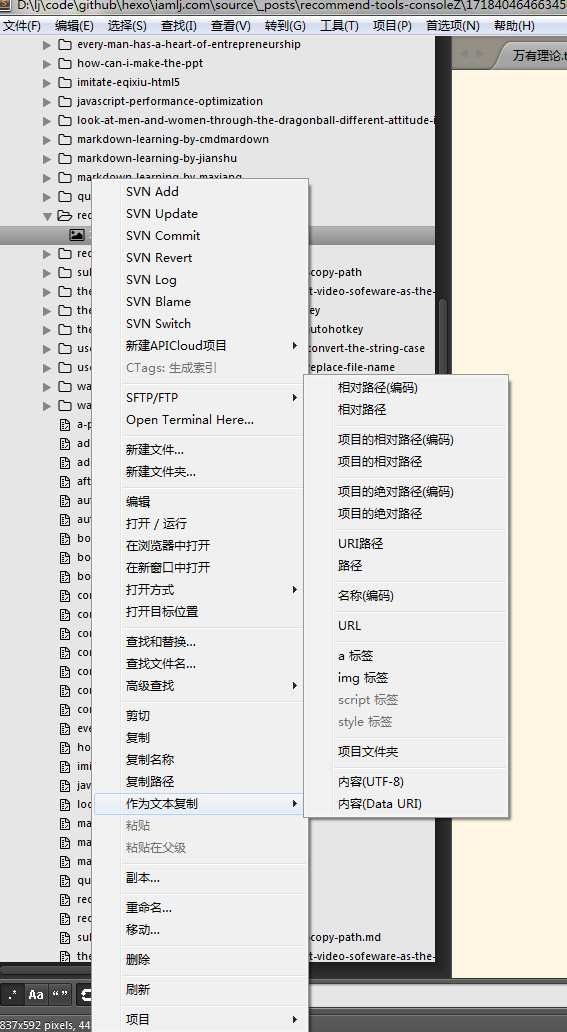 D:\lj\code\github\hexo\iamlj.com\source\_posts\recommend-tools-consoleZ\171840464663459
文件(F) 编辑(E) 选择(S) 查找(I) 查看(V) 转到(G) 工具(T) 项目(P) 首选项(N) 帮助(H)
万有理论.t
every-man-has-a-heart-of-entrepreneurship
how-can-i-make-the-ppt
imitate-eqixiu-html5
javascript-performance-optimization
look-at-men-and-women-through-the-dragonball-different-attitude-i
markdown-learning-by-cmdmardown
markdown-learning-by-jianshu
markdown-learning-by-maxiang
qu
rec
rec
sul
-copy-path
the
t-video-sofeware-as-the-
the
ey
the
utohotkey
use
onvert-the-string-case
use
eplace-file-name
wa
wa
a-p
ad
ad
aft
aut
aut
bo
bo
bo
cor
cor
cor
cor
cor
cor
cor
eve
ho
imi
jav
loo
ma
ma
ma
qu
rec
rec
sul
-copy-path.md
the
t-video-sofeware-as-the-
SVN Add
SVN Update
SVN Commit
SVN Revert
SVN Log
SVN Blame
SVN Switch
新建APICloud项目
CTags: 生成索引
SFTP/FTP
Open Terminal Here...
新建文件...
新建文件夹...
编辑
打开 / 运行
在浏览器中打开
在新窗口中打开
打开方式
打开目标位置
查找和替换...
查找文件名...
高级查找
剪切
复制
复制名称
复制路径
作为文本复制
粘贴
粘贴在父级
副本...
重命名...
移动...
删除
刷新
项目
相对路径(编码)
相对路径
项目的相对路径(编码)
项目的相对路径
项目的绝对路径(编码)
项目的绝对路径
URI路径
路径
名称(编码)
URL
a 标签
img 标签
script 标签
style 标签
项目文件夹
内容(UTF-8)
内容(Data URI)
.* Aa “ ”
837x592 pixels, 44